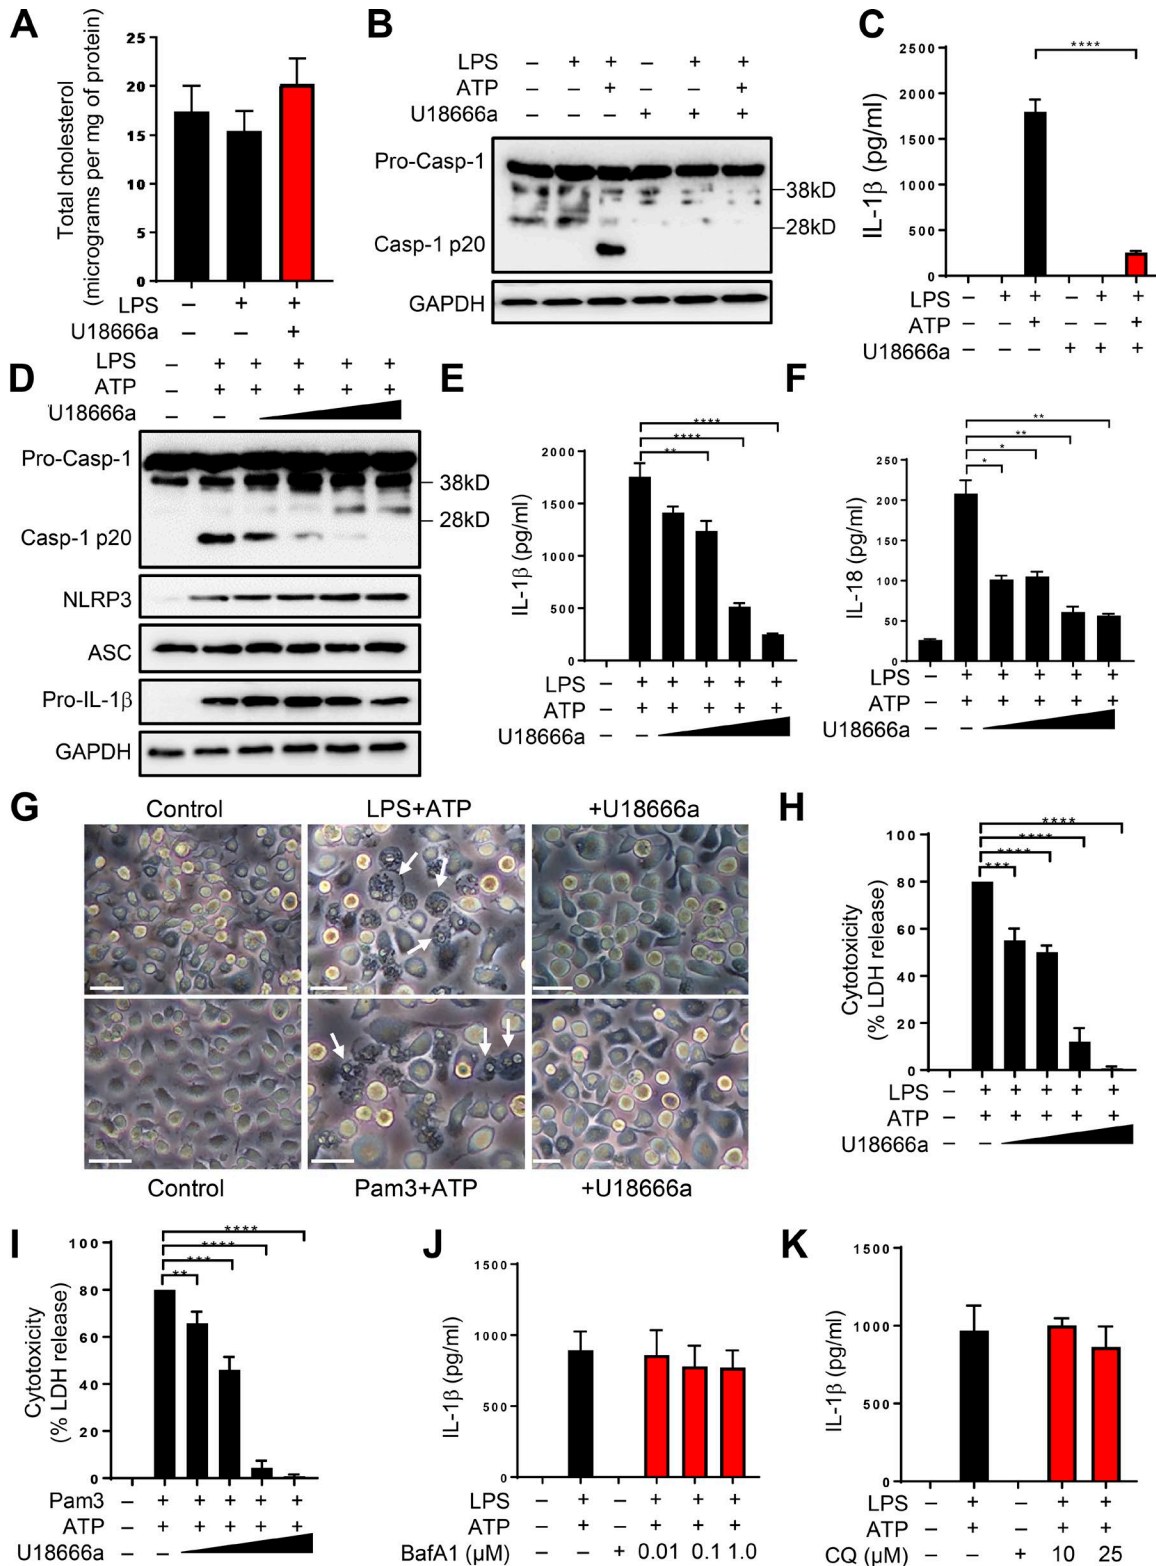 A
Total cholesterol
(micrograms per mg of protein)
25
20
15
10
5
0
LPS – + +
U18666a – – +
B
LPS – + + – + +
ATP – – + – – +
U18666a – – – + + +
Pro-Casp-1
38kD
28kD
Casp-1 p20
GAPDH
C
IL-1β (pg/ml)
2500
2000
1500
1000
500
0
****
LPS – + + – + +
ATP – – + – – +
U18666a – – – + + +
D
LPS – + + + + +
ATP – + + + + +
U18666a – –
Pro-Casp-1
38kD
28kD
Casp-1 p20
NLRP3
ASC
Pro-IL-1β
GAPDH
E
IL-1β (pg/ml)
2000
1500
1000
500
0
****
****
**
LPS – + + + + +
ATP – + + + + +
U18666a – –
F
IL-18 (pg/ml)
250
200
150
100
50
0
**
**
*
*
LPS – + + + + +
ATP – + + + + +
U18666a – –
G
Control LPS+ATP +U18666a
Control Pam3+ATP +U18666a
H
Cytotoxicity
(% LDH release)
100
80
60
40
20
0
****
****
****
***
LPS – + + + + +
ATP – + + + + +
U18666a – –
I
Cytotoxicity
(% LDH release)
100
80
60
40
20
0
****
****
***
**
Pam3 – + + + + +
ATP – + + + + +
U18666a – –
J
IL-1β (pg/ml)
1500
1000
500
0
LPS – + – + + +
ATP – + – + + +
BafA1 (μM) – – + 0.01 0.1 1.0
K
IL-1β (pg/ml)
1500
1000
500
0
LPS – + – + +
ATP – + – + +
CQ (μM) – – + 10 25